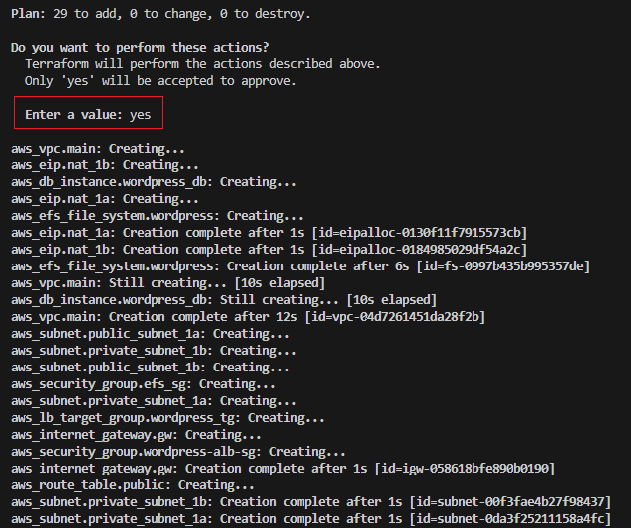 Plan: 29 to add, 0 to change, 0 to destroy.
Do you want to perform these actions?
Terraform will perform the actions described above.
Only 'yes' will be accepted to approve.
Enter a value: yes
aws_vpc.main: Creating...
aws_eip.nat_1b: Creating...
aws_db_instance.wordpress_db: Creating...
aws_eip.nat_1a: Creating...
aws_efs_file_system.wordpress: Creating...
aws_eip.nat_1a: Creation complete after 1s [id=eipalloc-0130f11f7915573cb]
aws_eip.nat_1b: Creation complete after 1s [id=eipalloc-0184985029df54a2c]
aws_efs_file_system.wordpress: Creation complete after 6s [id=fs-0997b435b995357de]
aws_vpc.main: Still creating... [10s elapsed]
aws_db_instance.wordpress_db: Still creating... [10s elapsed]
aws_vpc.main: Creation complete after 12s [id=vpc-04d7261451da28f2b]
aws_subnet.public_subnet_1a: Creating...
aws_subnet.private_subnet_1b: Creating...
aws_subnet.public_subnet_1b: Creating...
aws_security_group.efs_sg: Creating...
aws_subnet.private_subnet_1a: Creating...
aws_lb_target_group.wordpress_tg: Creating...
aws_internet_gateway.gw: Creating...
aws_security_group.wordpress-alb-sg: Creating...
aws_internet_gateway.gw: Creation complete after 1s [id=igw-058618bfe890b0190]
aws_route_table.public: Creating...
aws_subnet.private_subnet_1b: Creation complete after 1s [id=subnet-00f3fae4b27f98437]
aws_subnet.private_subnet_1a: Creation complete after 1s [id=subnet-0da3f25211158a4fc]